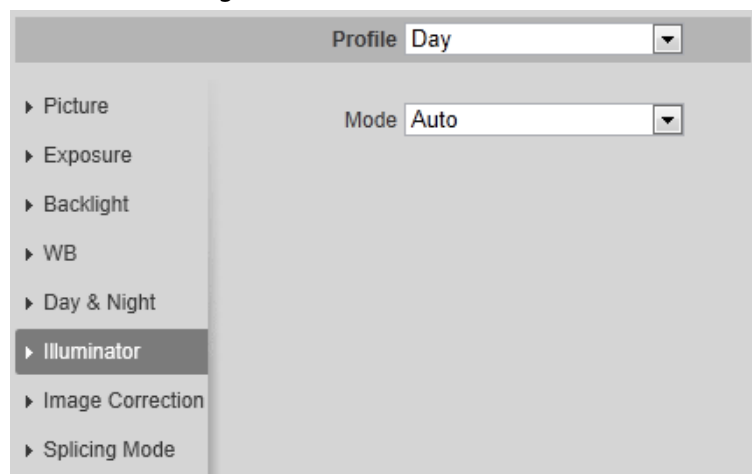 Profile Day
Picture
Mode Auto
Exposure
Backlight
WB
Day & Night
Illuminator
Image Correction
Splicing Mode